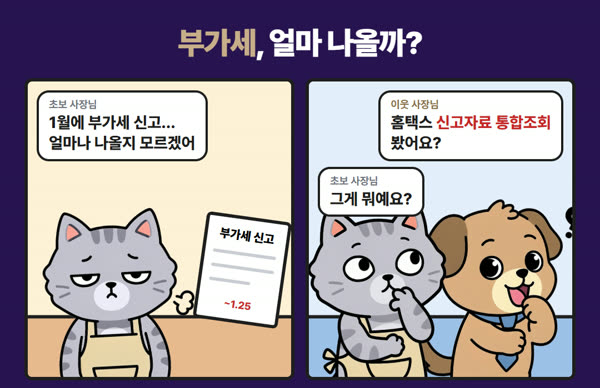 부가세, 얼마 나올까?
초보 사장님
1월에 부가세 신고...
얼마나 나올지 모르겠어
부가세 신고
~1.25
이웃 사장님
홈택스 신고자료 통합조회
봤어요?
초보 사장님
그게 뭐예요?